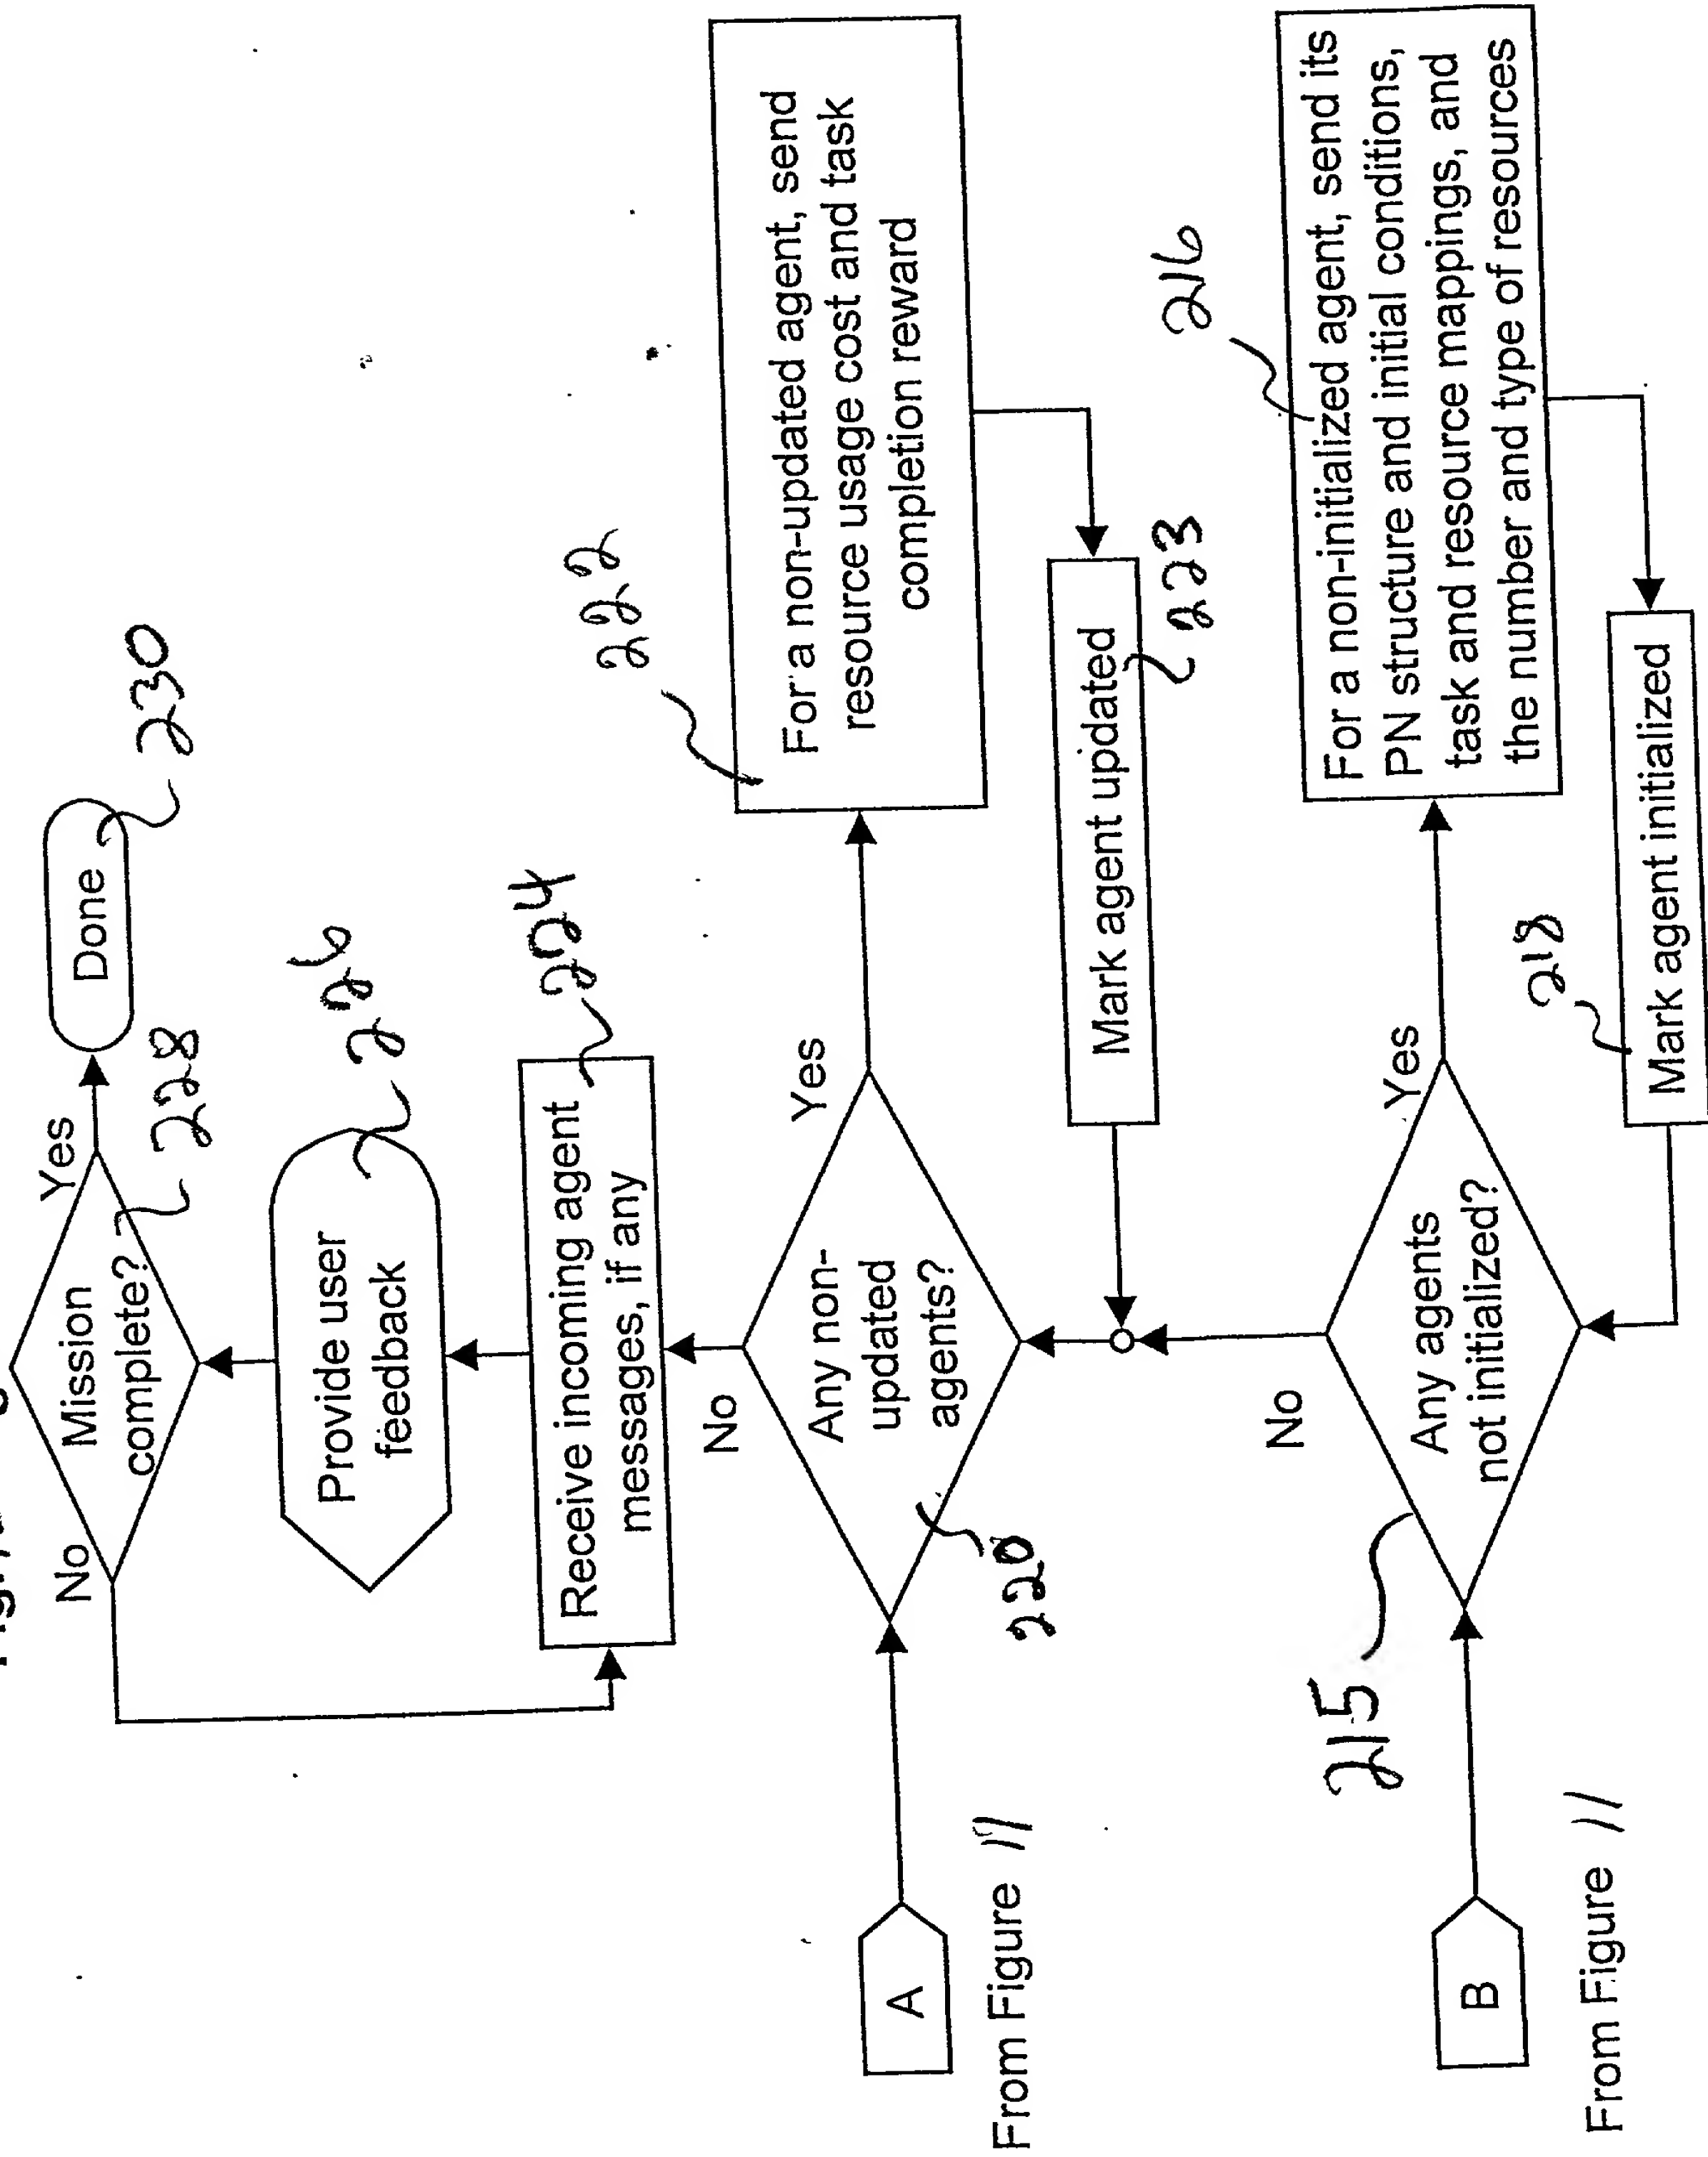 Yes
Done
230
No
Mission
complete?
228
Provide user
feedback
226
Receive incoming agent
messages, if any
224
No
Yes
Any non-
updated
agents?
220
222
For a non-updated agent, send
resource usage cost and task
completion reward
Mark agent updated
223
A
From Figure 11
No
Yes
Any agents
not initialized?
215
216
For a non-initialized agent, send its
PN structure and initial conditions,
task and resource mappings, and
the number and type of resources
218
Mark agent initialized
B
From Figure 11